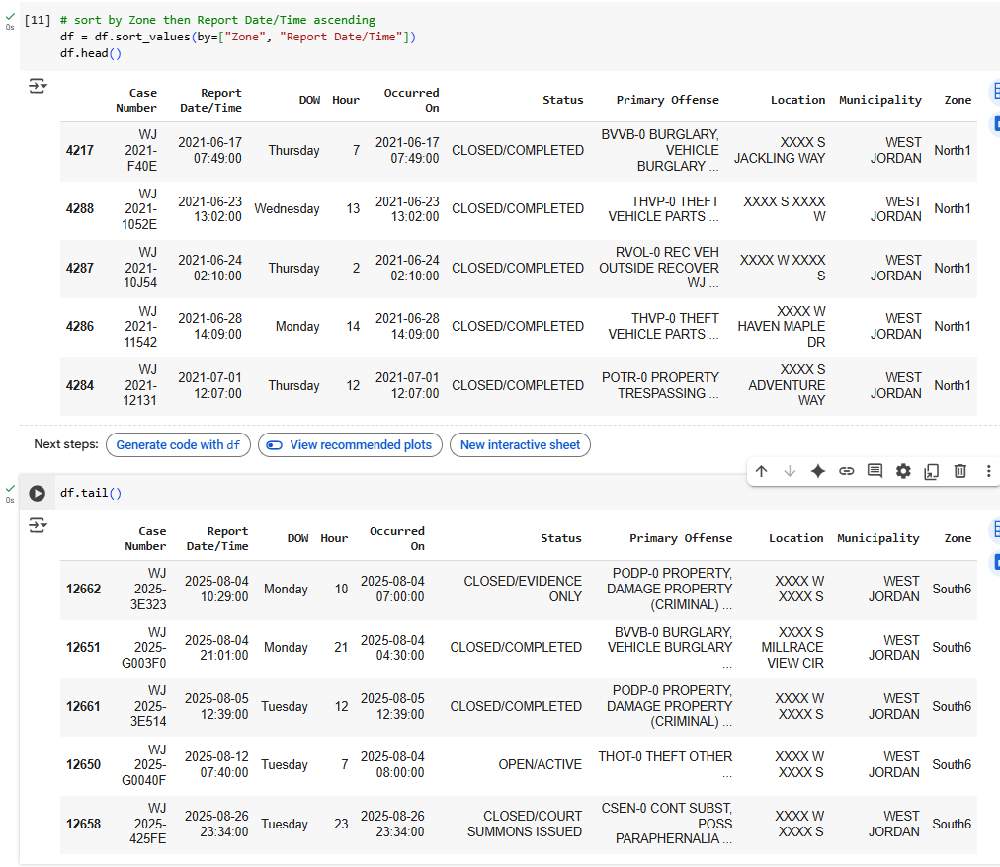 [11] # sort by Zone then Report Date/Time ascending
0s
df = df.sort_values(by=["Zone", "Report Date/Time"])
df.head()
Case Number Report Date/Time DOW Hour Occurred On Status Primary Offense Location Municipality Zone
4217 WJ 2021-F40E 2021-06-17 07:49:00 Thursday 7 2021-06-17 07:49:00 CLOSED/COMPLETED BVVB-0 BURGLARY, VEHICLE BURGLARY ... XXXX S JACKLING WAY WEST JORDAN North1
4288 WJ 2021-1052E 2021-06-23 13:02:00 Wednesday 13 2021-06-23 13:02:00 CLOSED/COMPLETED THVP-0 THEFT VEHICLE PARTS ... XXXX S XXXX W WEST JORDAN North1
4287 WJ 2021-10J54 2021-06-24 02:10:00 Thursday 2 2021-06-24 02:10:00 CLOSED/COMPLETED RVOL-0 REC VEH OUTSIDE RECOVER WJ ... XXXX W XXXX S WEST JORDAN North1
4286 WJ 2021-11542 2021-06-28 14:09:00 Monday 14 2021-06-28 14:09:00 CLOSED/COMPLETED THVP-0 THEFT VEHICLE PARTS ... XXXX W HAVEN MAPLE DR WEST JORDAN North1
4284 WJ 2021-12131 2021-07-01 12:07:00 Thursday 12 2021-07-01 12:07:00 CLOSED/COMPLETED POTR-0 PROPERTY TRESPASSING ... XXXX S ADVENTURE WAY WEST JORDAN North1
Next steps: Generate code with df View recommended plots New interactive sheet
0s
df.tail()
Case Number Report Date/Time DOW Hour Occurred On Status Primary Offense Location Municipality Zone
12662 WJ 2025-3E323 2025-08-04 10:29:00 Monday 10 2025-08-04 07:00:00 CLOSED/EVIDENCE ONLY PODP-0 PROPERTY, DAMAGE PROPERTY (CRIMINAL) ... XXXX W XXXX S WEST JORDAN South6
12651 WJ 2025-G003F0 2025-08-04 21:01:00 Monday 21 2025-08-04 04:30:00 CLOSED/COMPLETED BVVB-0 BURGLARY, VEHICLE BURGLARY ... XXXX S MILLRACE VIEW CIR WEST JORDAN South6
12661 WJ 2025-3E514 2025-08-05 12:39:00 Tuesday 12 2025-08-05 12:39:00 CLOSED/COMPLETED PODP-0 PROPERTY, DAMAGE PROPERTY (CRIMINAL) ... XXXX W XXXX S WEST JORDAN South6
12650 WJ 2025-G0040F 2025-08-12 07:40:00 Tuesday 7 2025-08-04 08:00:00 OPEN/ACTIVE THOT-0 THEFT OTHER ... XXXX W XXXX S WEST JORDAN South6
12658 WJ 2025-425FE 2025-08-26 23:34:00 Tuesday 23 2025-08-26 23:34:00 CLOSED/COURT SUMMONS ISSUED CSEN-0 CONT SUBST, POSS PARAPHERNALIA ... XXXX W XXXX S WEST JORDAN South6